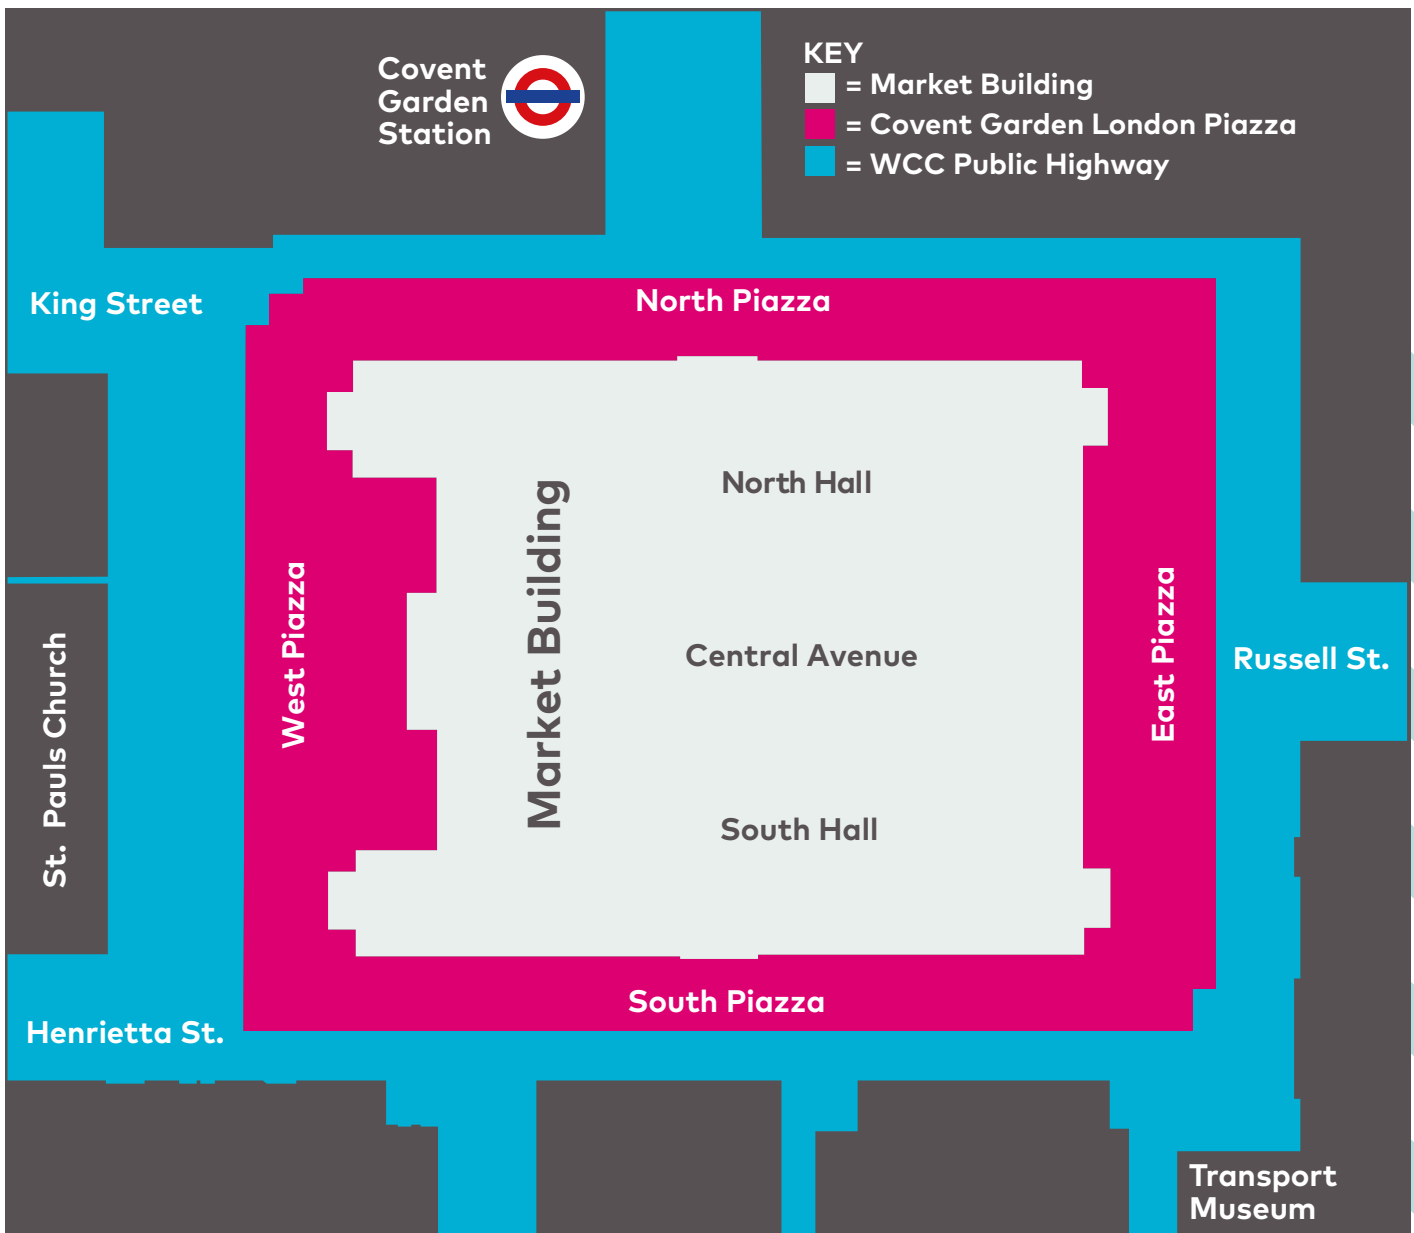 Covent
Garden
Station
KEY
= Market Building
= Covent Garden London Piazza
= WCC Public Highway
King Street
North Piazza
North Hall
Market Building
West Piazza
Central Avenue
East Piazza
Russell St.
St. Pauls Church
South Hall
South Piazza
Henrietta St.
Transport
Museum